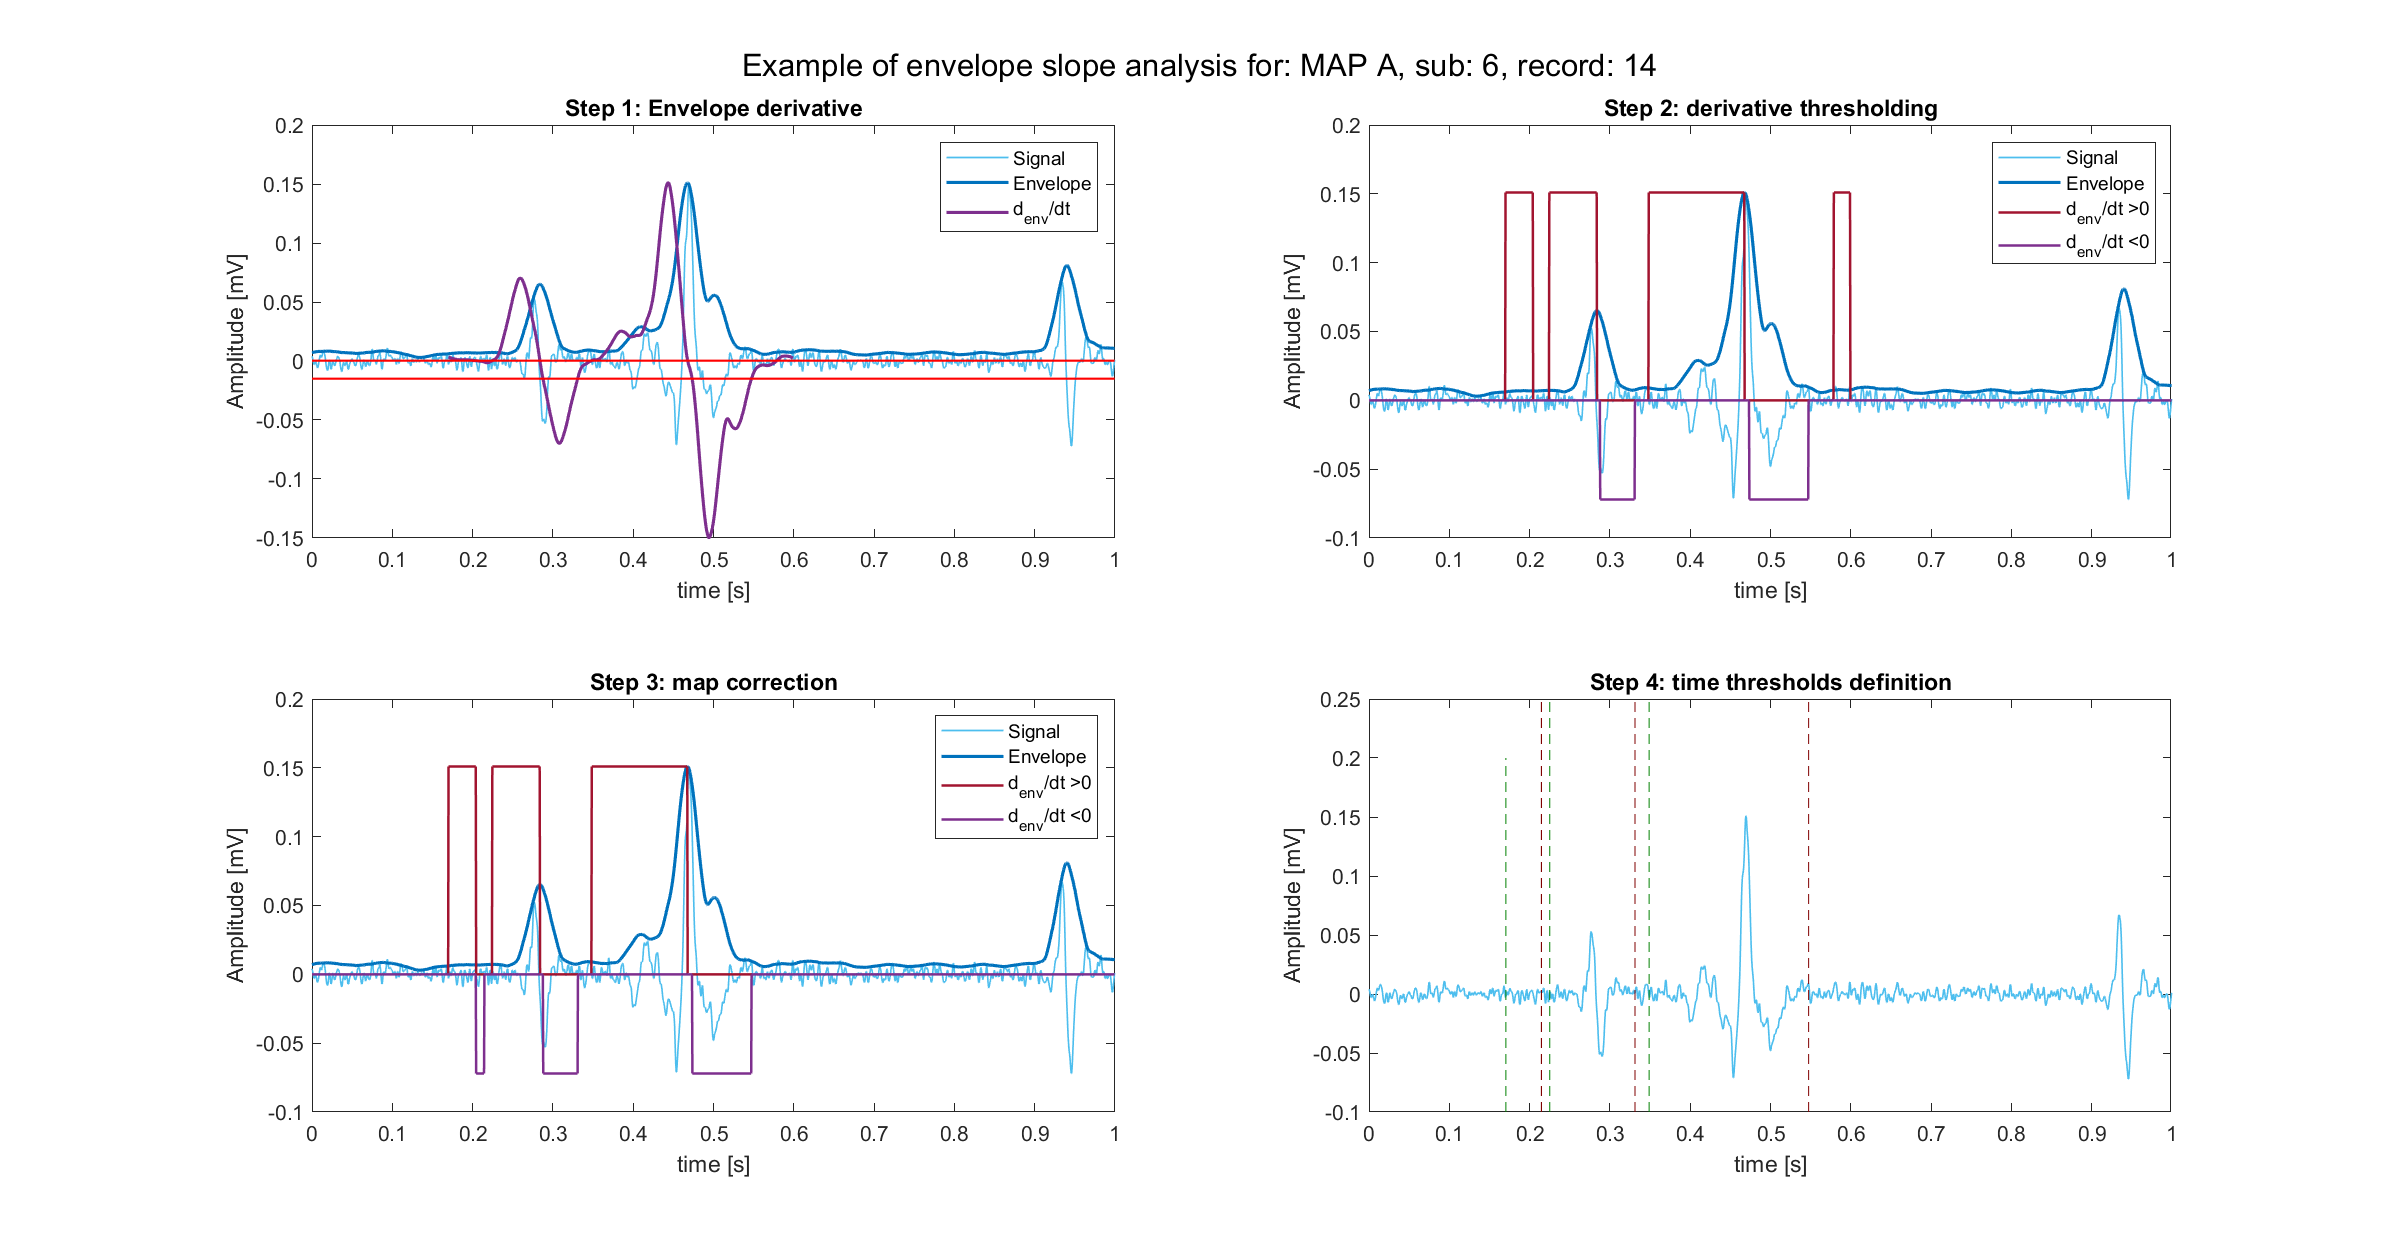 Example of envelope slope analysis for: MAP A, sub: 6, record: 14
Step 1: Envelope derivative
0.2
0.15
0.1
0.05
0
-0.05
-0.1
-0.15
Amplitude [mV]
0 0.1 0.2 0.3 0.4 0.5 0.6 0.7 0.8 0.9 1
time [s]
Signal
Envelope
d_env/dt
Step 2: derivative thresholding
0.2
0.15
0.1
0.05
0
-0.05
-0.1
Amplitude [mV]
0 0.1 0.2 0.3 0.4 0.5 0.6 0.7 0.8 0.9 1
time [s]
Signal
Envelope
d_env/dt >0
d_env/dt <0
Step 3: map correction
0.2
0.15
0.1
0.05
0
-0.05
-0.1
Amplitude [mV]
0 0.1 0.2 0.3 0.4 0.5 0.6 0.7 0.8 0.9 1
time [s]
Signal
Envelope
d_env/dt >0
d_env/dt <0
Step 4: time thresholds definition
0.25
0.2
0.15
0.1
0.05
0
-0.05
-0.1
Amplitude [mV]
0 0.1 0.2 0.3 0.4 0.5 0.6 0.7 0.8 0.9 1
time [s]